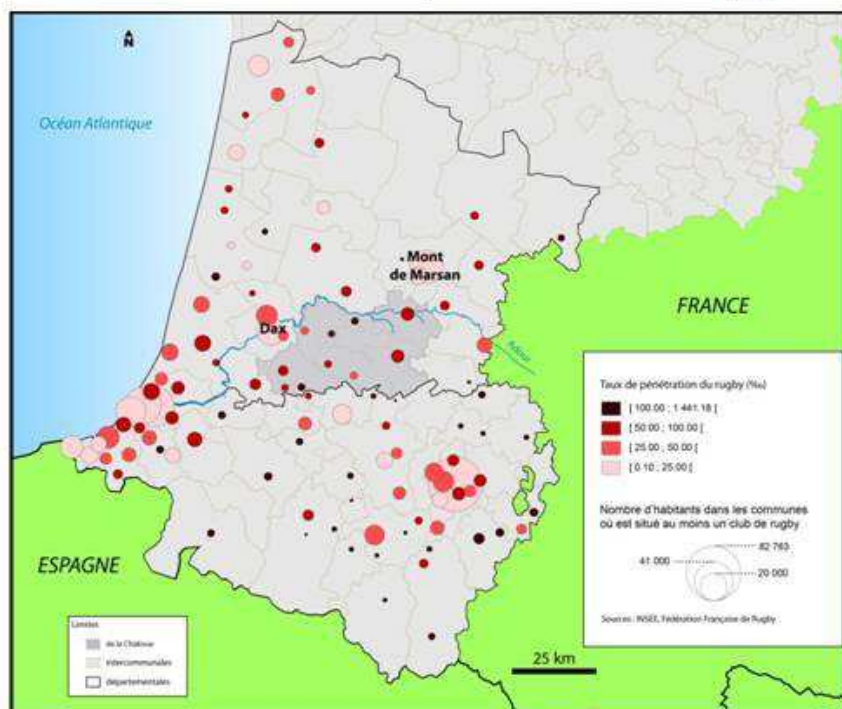 N
Océan Atlantique
Mont
de Marsan
Dax
Adour
FRANCE
ESPAGNE
Taux de pénétration du rugby (‰)
[ 100.00 ; 1 441.18 [
[ 50.00 ; 100.00 [
[ 25.00 ; 50.00 [
[ 0.10 ; 25.00 [
Nombre d'habitants dans les communes
où est situé au moins un club de rugby
82 763
41 000
20 000
Sources : INSEE, Fédération Française de Rugby
Limites
de la Chalosse
intercommunales
départementales
25 km